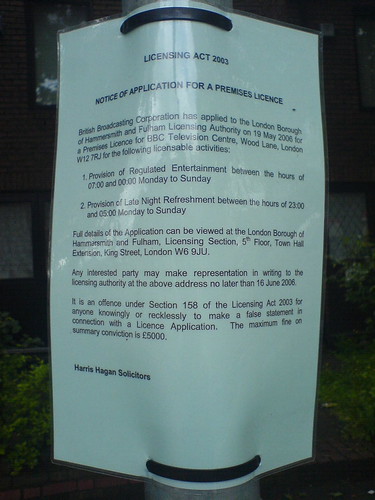 LICENSING ACT 2003
NOTICE OF APPLICATION FOR A PREMISES LICENCE
British Broadcasting Corporation has applied to the London Borough
of Hammersmith and Fulham Licensing Authority on 19 May 2006 for
a Premises Licence for BBC Television Centre, Wood Lane, London
W12 7RJ for the following licensable activities:
1. Provision of Regulated Entertainment between the hours of
07:00 and 00:00 Monday to Sunday
2. Provision of Late Night Refreshment between the hours of 23:00
and 05:00 Monday to Sunday
Full details of the Application can be viewed at the London Borough of
Hammersmith and Fulham, Licensing Section, 5th Floor, Town Hall
Extension, King Street, London W6 9JU.
Any interested party may make representation in writing to the
licensing authority at the above address no later than 16 June 2006.
It is an offence under Section 158 of the Licensing Act 2003 for
anyone knowingly or recklessly to make a false statement in
connection with a Licence Application. The maximum fine on
summary conviction is £5000.
Harris Hagan Solicitors